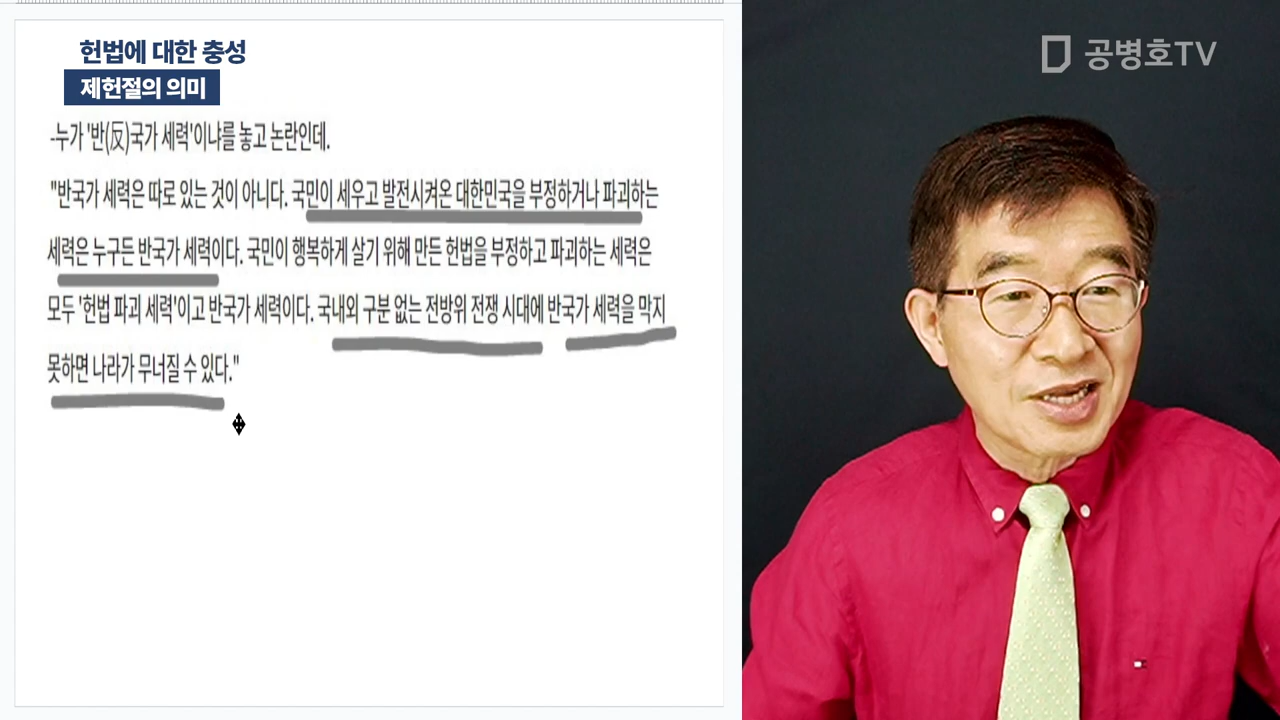 헌법에 대한 충성
제헌절의 의미
공병호TV
-누가 '반(反)국가 세력'이냐를 놓고 논란인데.
"반국가 세력은 따로 있는 것이 아니다. 국민이 세우고 발전시켜온 대한민국을 부정하거나 파괴하는
세력은 누구든 반국가 세력이다. 국민이 행복하게 살기 위해 만든 헌법을 부정하고 파괴하는 세력은
모두 '헌법 파괴 세력'이고 반국가 세력이다. 국내외 구분 없는 전방위 전쟁 시대에 반국가 세력을 막지
못하면 나라가 무너질 수 있다."